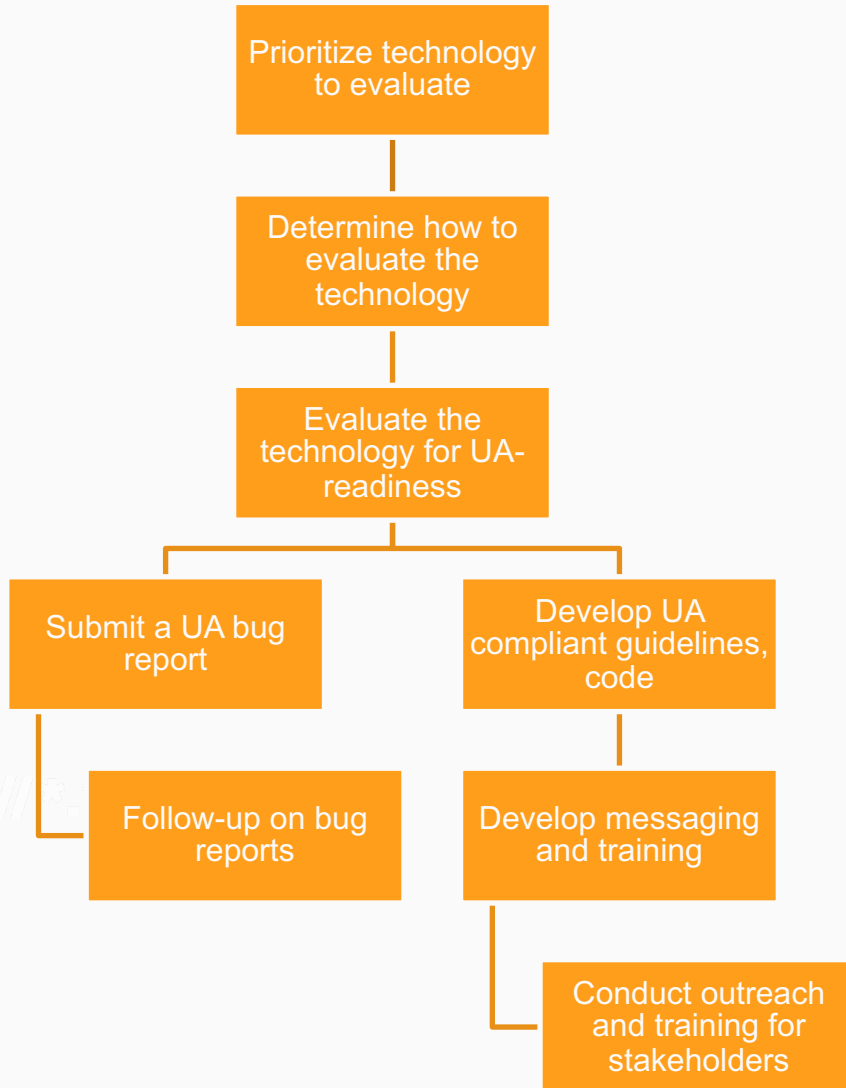 Prioritize technology
to evaluate
Determine how to
evaluate the
technology
Evaluate the
technology for UA-
readiness
Submit a UA bug
report
Develop UA
compliant guidelines,
code
Follow-up on bug
reports
Develop messaging
and training
Conduct outreach
and training for
stakeholders